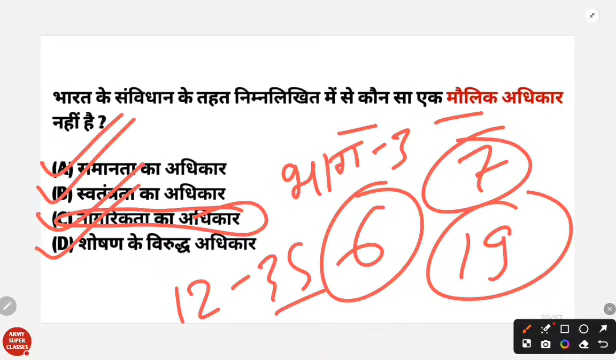 भारत के संविधान के तहत निम्नलिखित में से कौन सा एक मौलिक अधिकार
नहीं है ?
(A) समानता का अधिकार
(B) स्वतंत्रता का अधिकार
(C) नागरिकता का अधिकार
(D) शोषण के विरुद्ध अधिकार
भाग-3
7
6
19
12-35
ARMY
SUPER
CLASSES